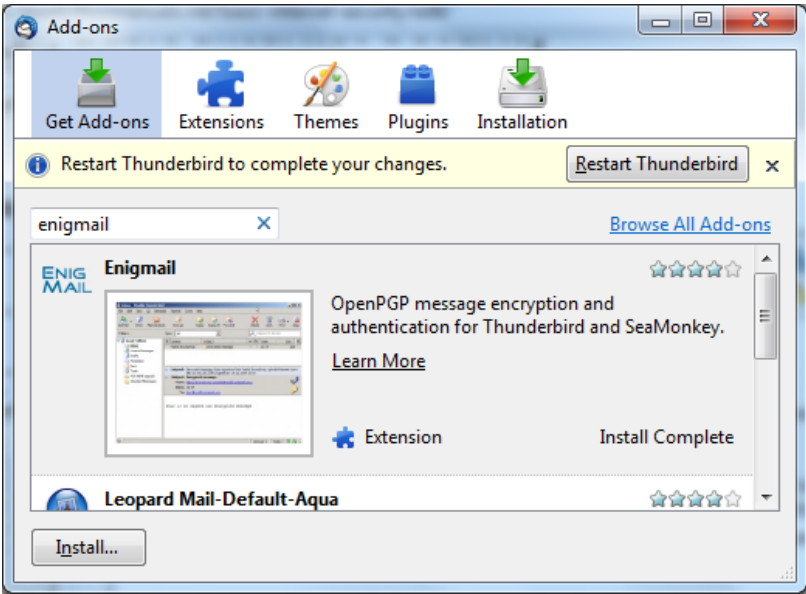 Add-ons
Get Add-ons Extensions Themes Plugins Installation
Restart Thunderbird to complete your changes. Restart Thunderbird
enigmail Browse All Add-ons
ENIG
MAIL
Enigmail
OpenPGP message encryption and
authentication for Thunderbird and SeaMonkey.
Learn More
Extension Install Complete
Leopard Mail-Default-Aqua
Install...